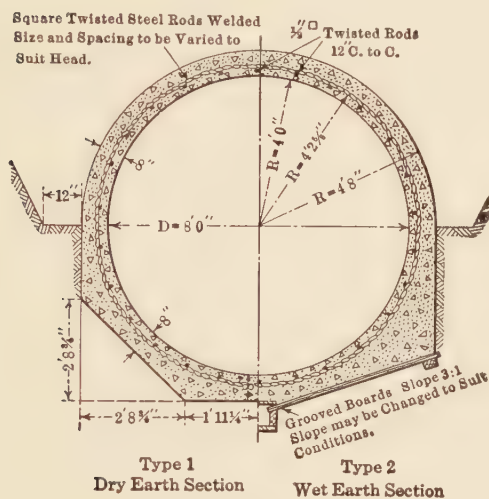 Square Twisted Steel Rods Welded
Size and Spacing to be Varied to
Suit Head.
½" □ Twisted Rods
12" C. to C.
R=4'0"
R=4'2¾"
R=4'8"
8"
12"
D=8'0"
8"
2'8¾"
2'8¾"
1'11¼"
Grooved Boards Slope 3:1
Slope may be Changed to Suit
Conditions.
Type 1
Dry Earth Section
Type 2
Wet Earth Section